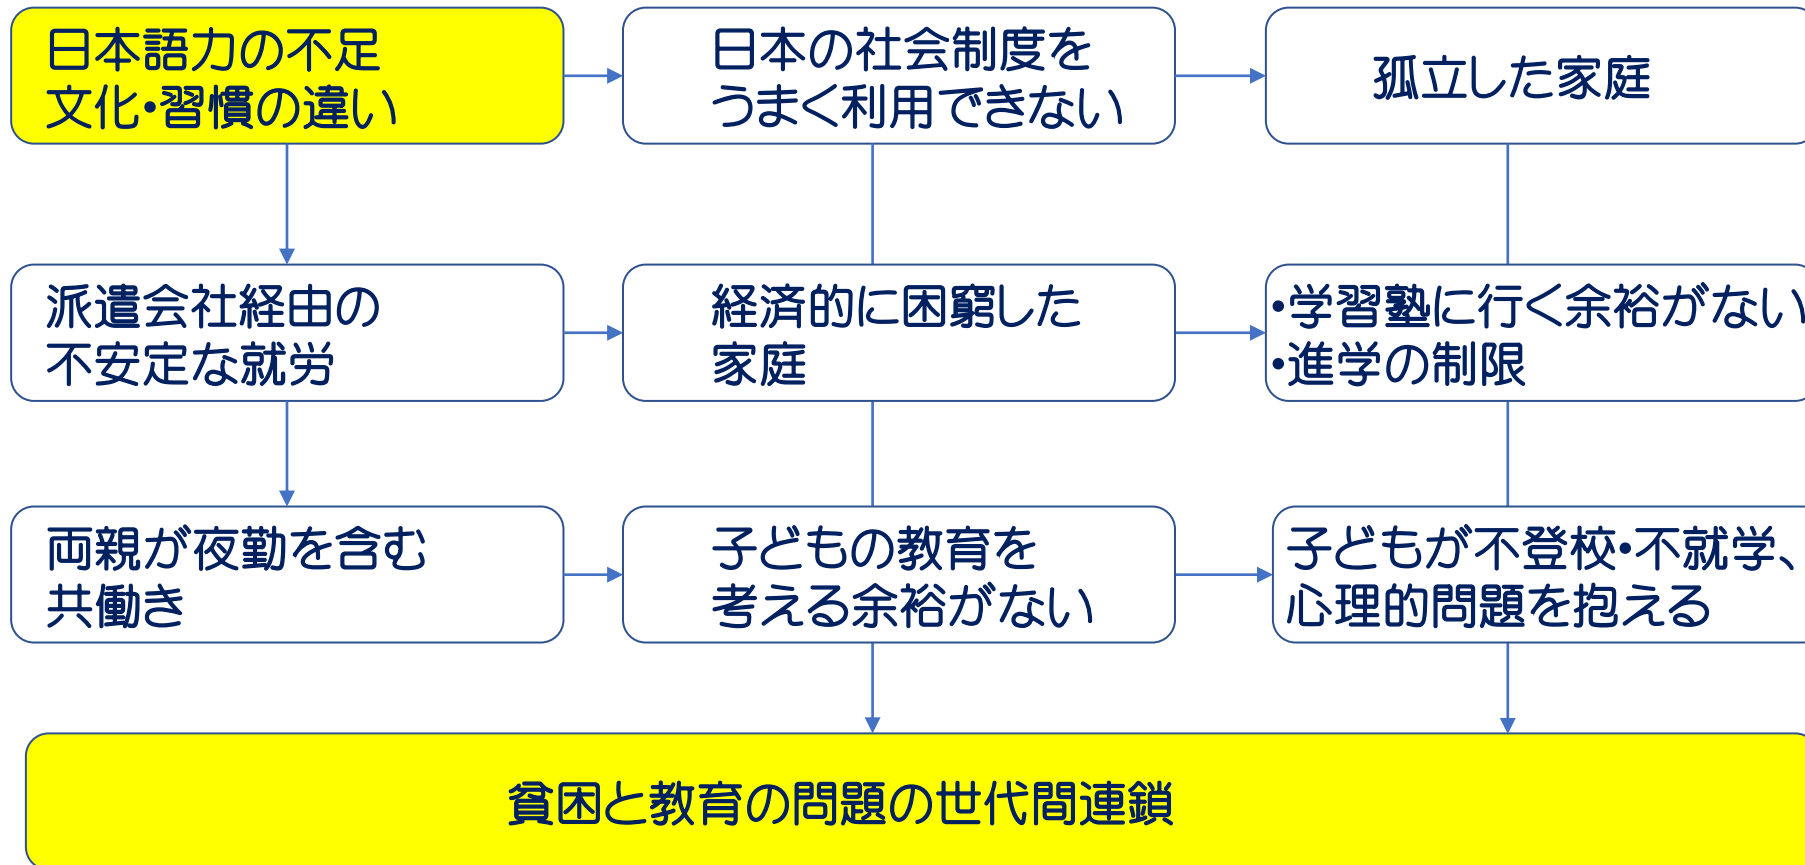 日本語力の不足
文化・習慣の違い
日本の社会制度を
うまく利用できない
孤立した家庭
派遣会社経由の
不安定な就労
経済的に困窮した
家庭
・学習塾に行く余裕がない
・進学の制限
両親が夜勤を含む
共働き
子どもの教育を
考える余裕がない
子どもが不登校・不就学、
心理的問題を抱える
貧困と教育の問題の世代間連鎖